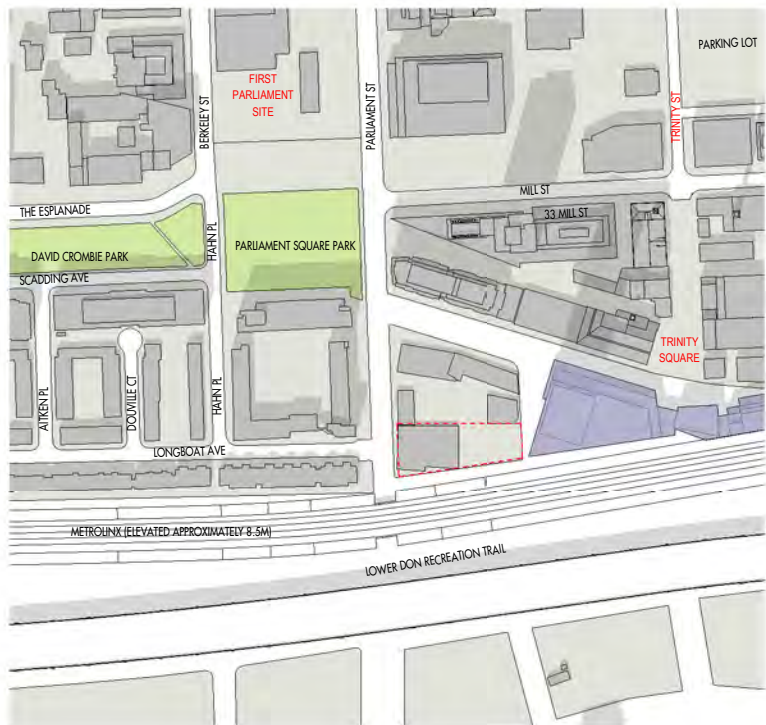 PARKING LOT
FIRST
PARLIAMENT
SITE
BERKELEY ST
PARLIAMENT ST
TRINITY ST
MILL ST
THE ESPLANADE
33 MILL ST
HAHN PL
PARLIAMENT SQUARE PARK
DAVID CROMBIE PARK
SCADDING AVE
TRINITY
SQUARE
AITKEN PL
DOUVILLE CT
HAHN PL
LONGBOAT AVE
METROLINX (ELEVATED APPROXIMATELY 8.5M)
LOWER DON RECREATION TRAIL